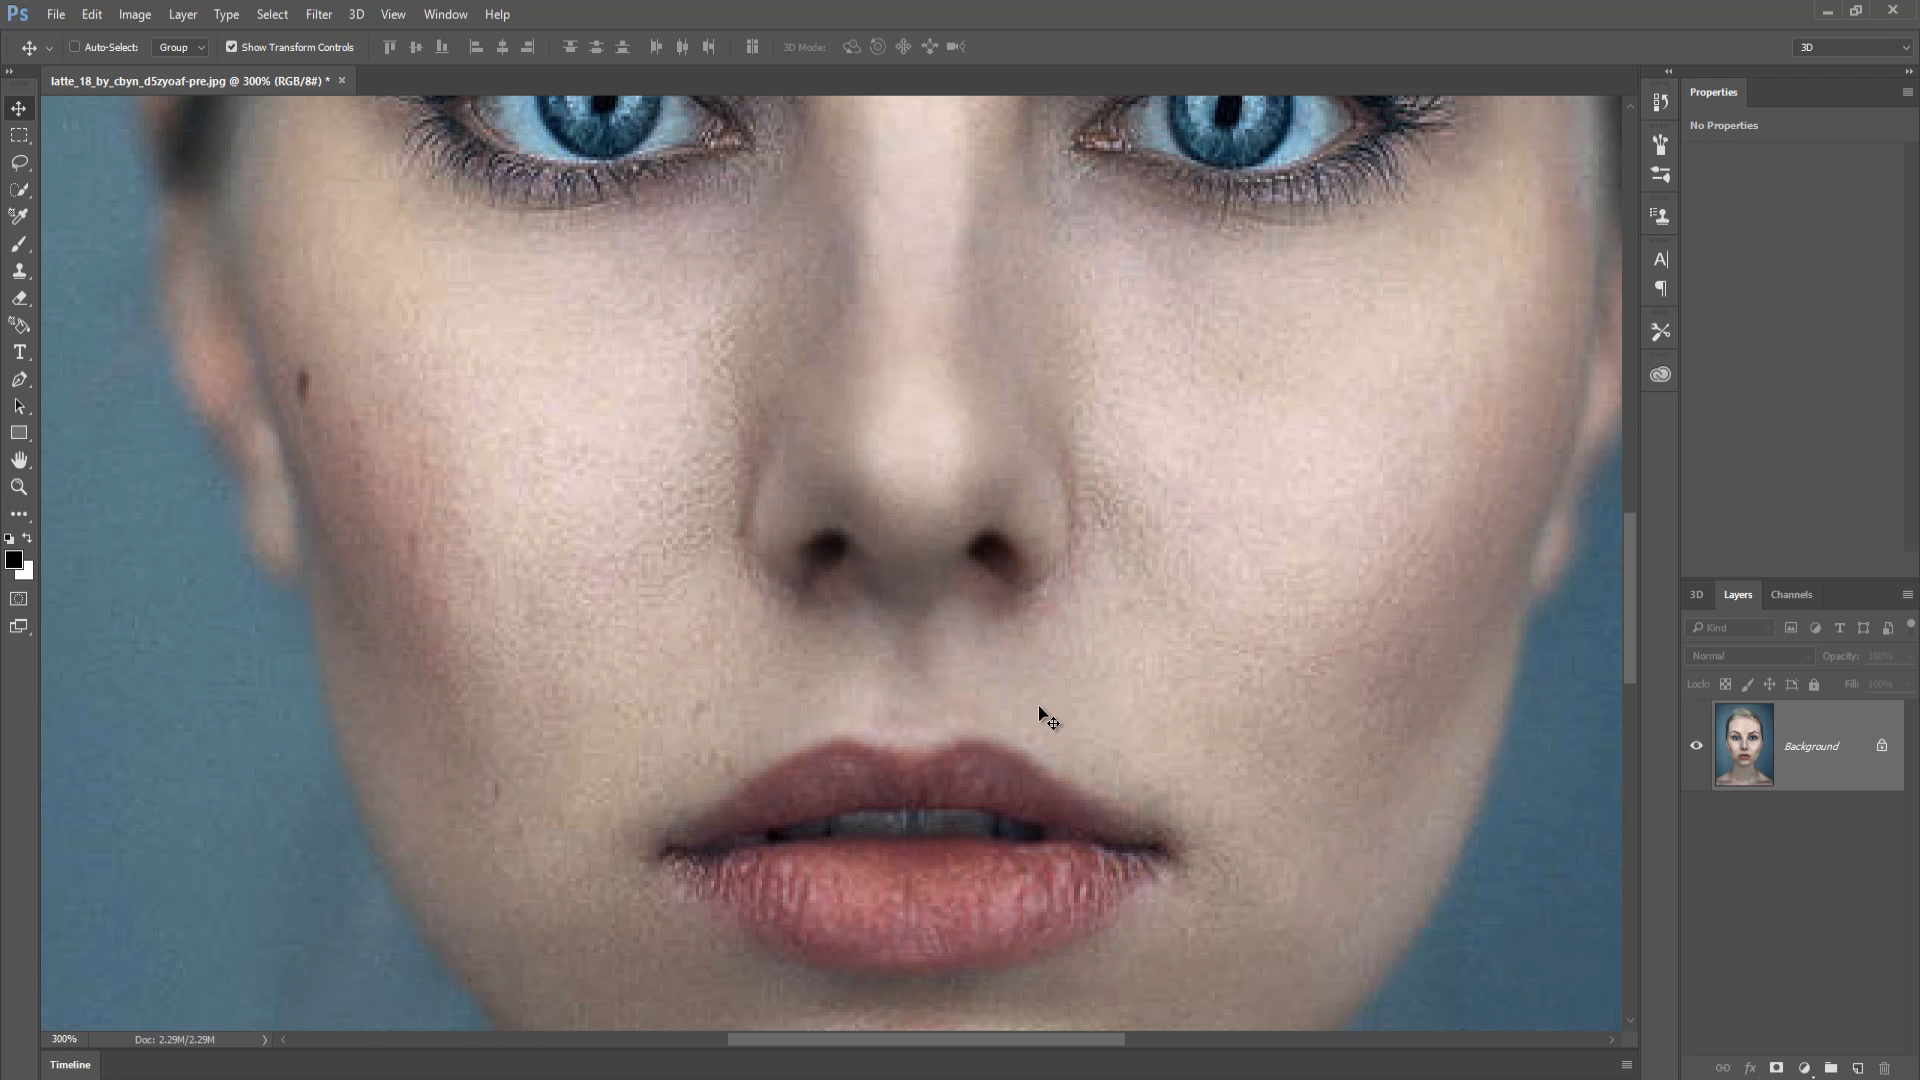 Ps File Edit Image Layer Type Select Filter 3D View Window Help
Auto-Select: Group Show Transform Controls 3D Mode: 3D
latte_18_by_cbyn_d5zyoaf-pre.jpg @ 300% (RGB/8#) * ×
Properties
No Properties
3D Layers Channels
Kind
Normal Opacity: 100%
Lock: Fill: 100%
Background
300% Doc: 2.29M/2.29M
Timeline